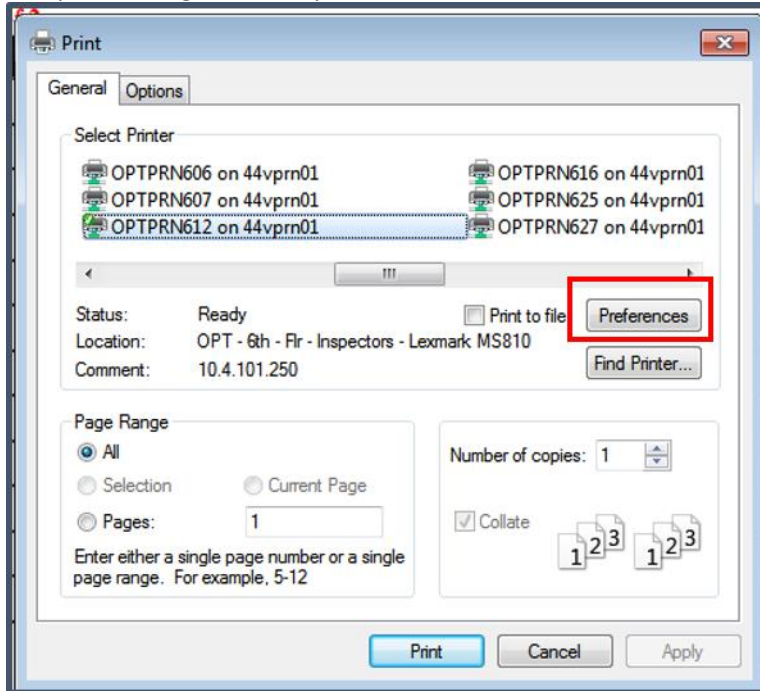 Print
General Options
Select Printer
OPTPRN606 on 44vprn01 OPTPRN616 on 44vprn01
OPTPRN607 on 44vprn01 OPTPRN625 on 44vprn01
OPTPRN612 on 44vprn01 OPTPRN627 on 44vprn01
Status: Ready Print to file Preferences
Location: OPT - 6th - Flr - Inspectors - Lexmark MS810
Comment: 10.4.101.250 Find Printer...
Page Range
All Number of copies: 1
Selection Current Page
Pages: 1 Collate
1 2 3 1 2 3
Enter either a single page number or a single
page range. For example, 5-12
Print Cancel Apply